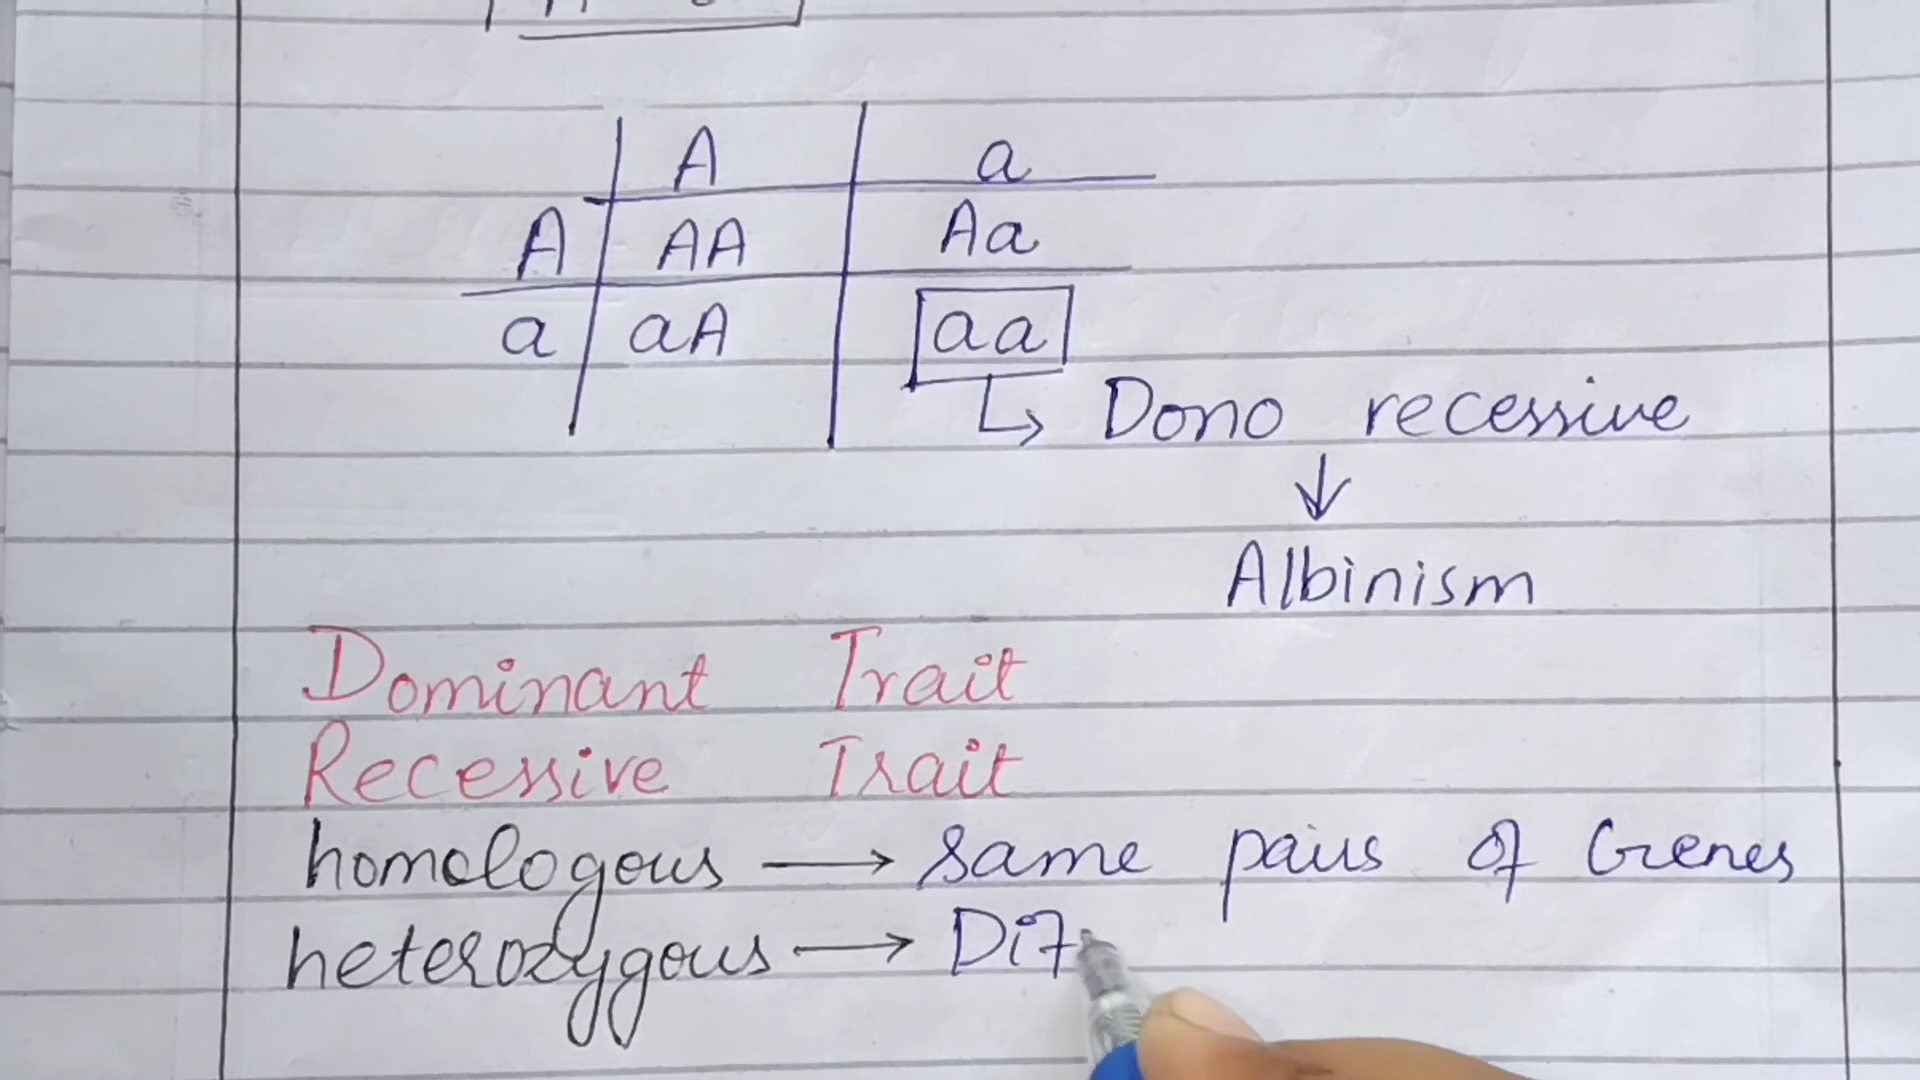 A a
A AA Aa
a aA aa
Dono recessive
Albinism
Dominant Trait
Recessive Trait
homologous → same pairs of Genes
heterozygous → Dif